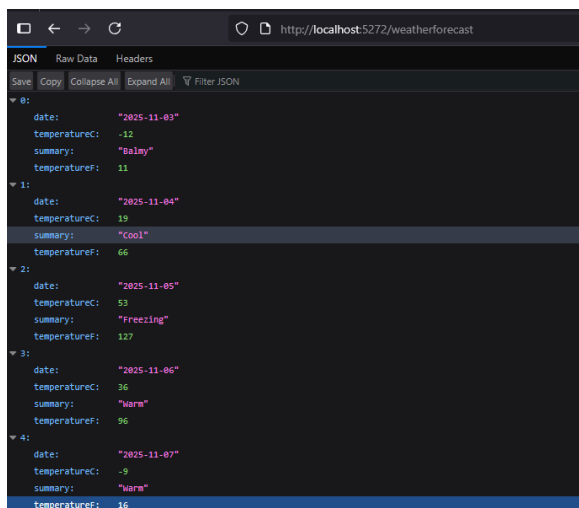 http://localhost:5272/weatherforecast
JSON Raw Data Headers
Save Copy Collapse All Expand All Filter JSON
0:
date: "2025-11-03"
temperatureC: -12
summary: "Balmy"
temperatureF: 11
1:
date: "2025-11-04"
temperatureC: 19
summary: "Cool"
temperatureF: 66
2:
date: "2025-11-05"
temperatureC: 53
summary: "Freezing"
temperatureF: 127
3:
date: "2025-11-06"
temperatureC: 36
summary: "Warm"
temperatureF: 96
4:
date: "2025-11-07"
temperatureC: -9
summary: "Warm"
temperatureF: 16